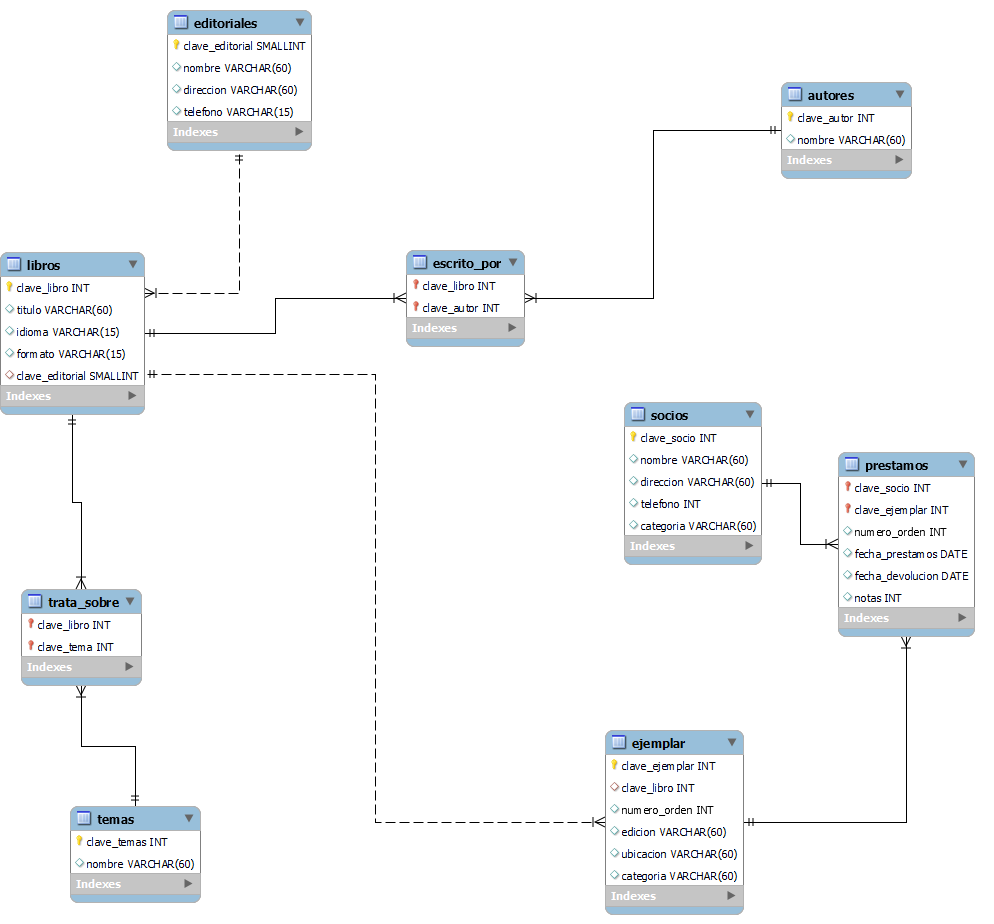 editoriales
clave_editorial SMALLINT
nombre VARCHAR(60)
direccion VARCHAR(60)
telefono VARCHAR(15)
Indexes
autores
clave_autor INT
nombre VARCHAR(60)
Indexes
libros
clave_libro INT
titulo VARCHAR(60)
idioma VARCHAR(15)
formato VARCHAR(15)
clave_editorial SMALLINT
Indexes
escrito_por
clave_libro INT
clave_autor INT
Indexes
socios
clave_socio INT
nombre VARCHAR(60)
direccion VARCHAR(60)
telefono INT
categoria VARCHAR(60)
Indexes
prestamos
clave_socio INT
clave_ejemplar INT
numero_orden INT
fecha_prestamos DATE
fecha_devolucion DATE
notas INT
Indexes
trata_sobre
clave_libro INT
clave_tema INT
Indexes
ejemplar
clave_ejemplar INT
clave_libro INT
numero_orden INT
edicion VARCHAR(60)
ubicacion VARCHAR(60)
categoria VARCHAR(60)
Indexes
temas
clave_temas INT
nombre VARCHAR(60)
Indexes